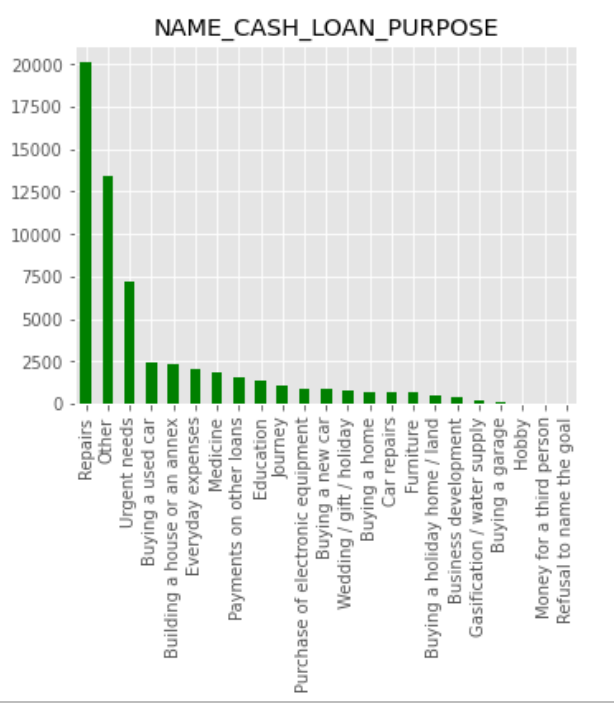 NAME_CASH_LOAN_PURPOSE
20000
17500
15000
12500
10000
7500
5000
2500
0
Repairs
Other
Urgent needs
Buying a used car
Building a house or an annex
Everyday expenses
Medicine
Payments on other loans
Education
Journey
Purchase of electronic equipment
Buying a new car
Wedding / gift / holiday
Buying a home
Car repairs
Furniture
Buying a holiday home / land
Business development
Gasification / water supply
Buying a garage
Hobby
Money for a third person
Refusal to name the goal